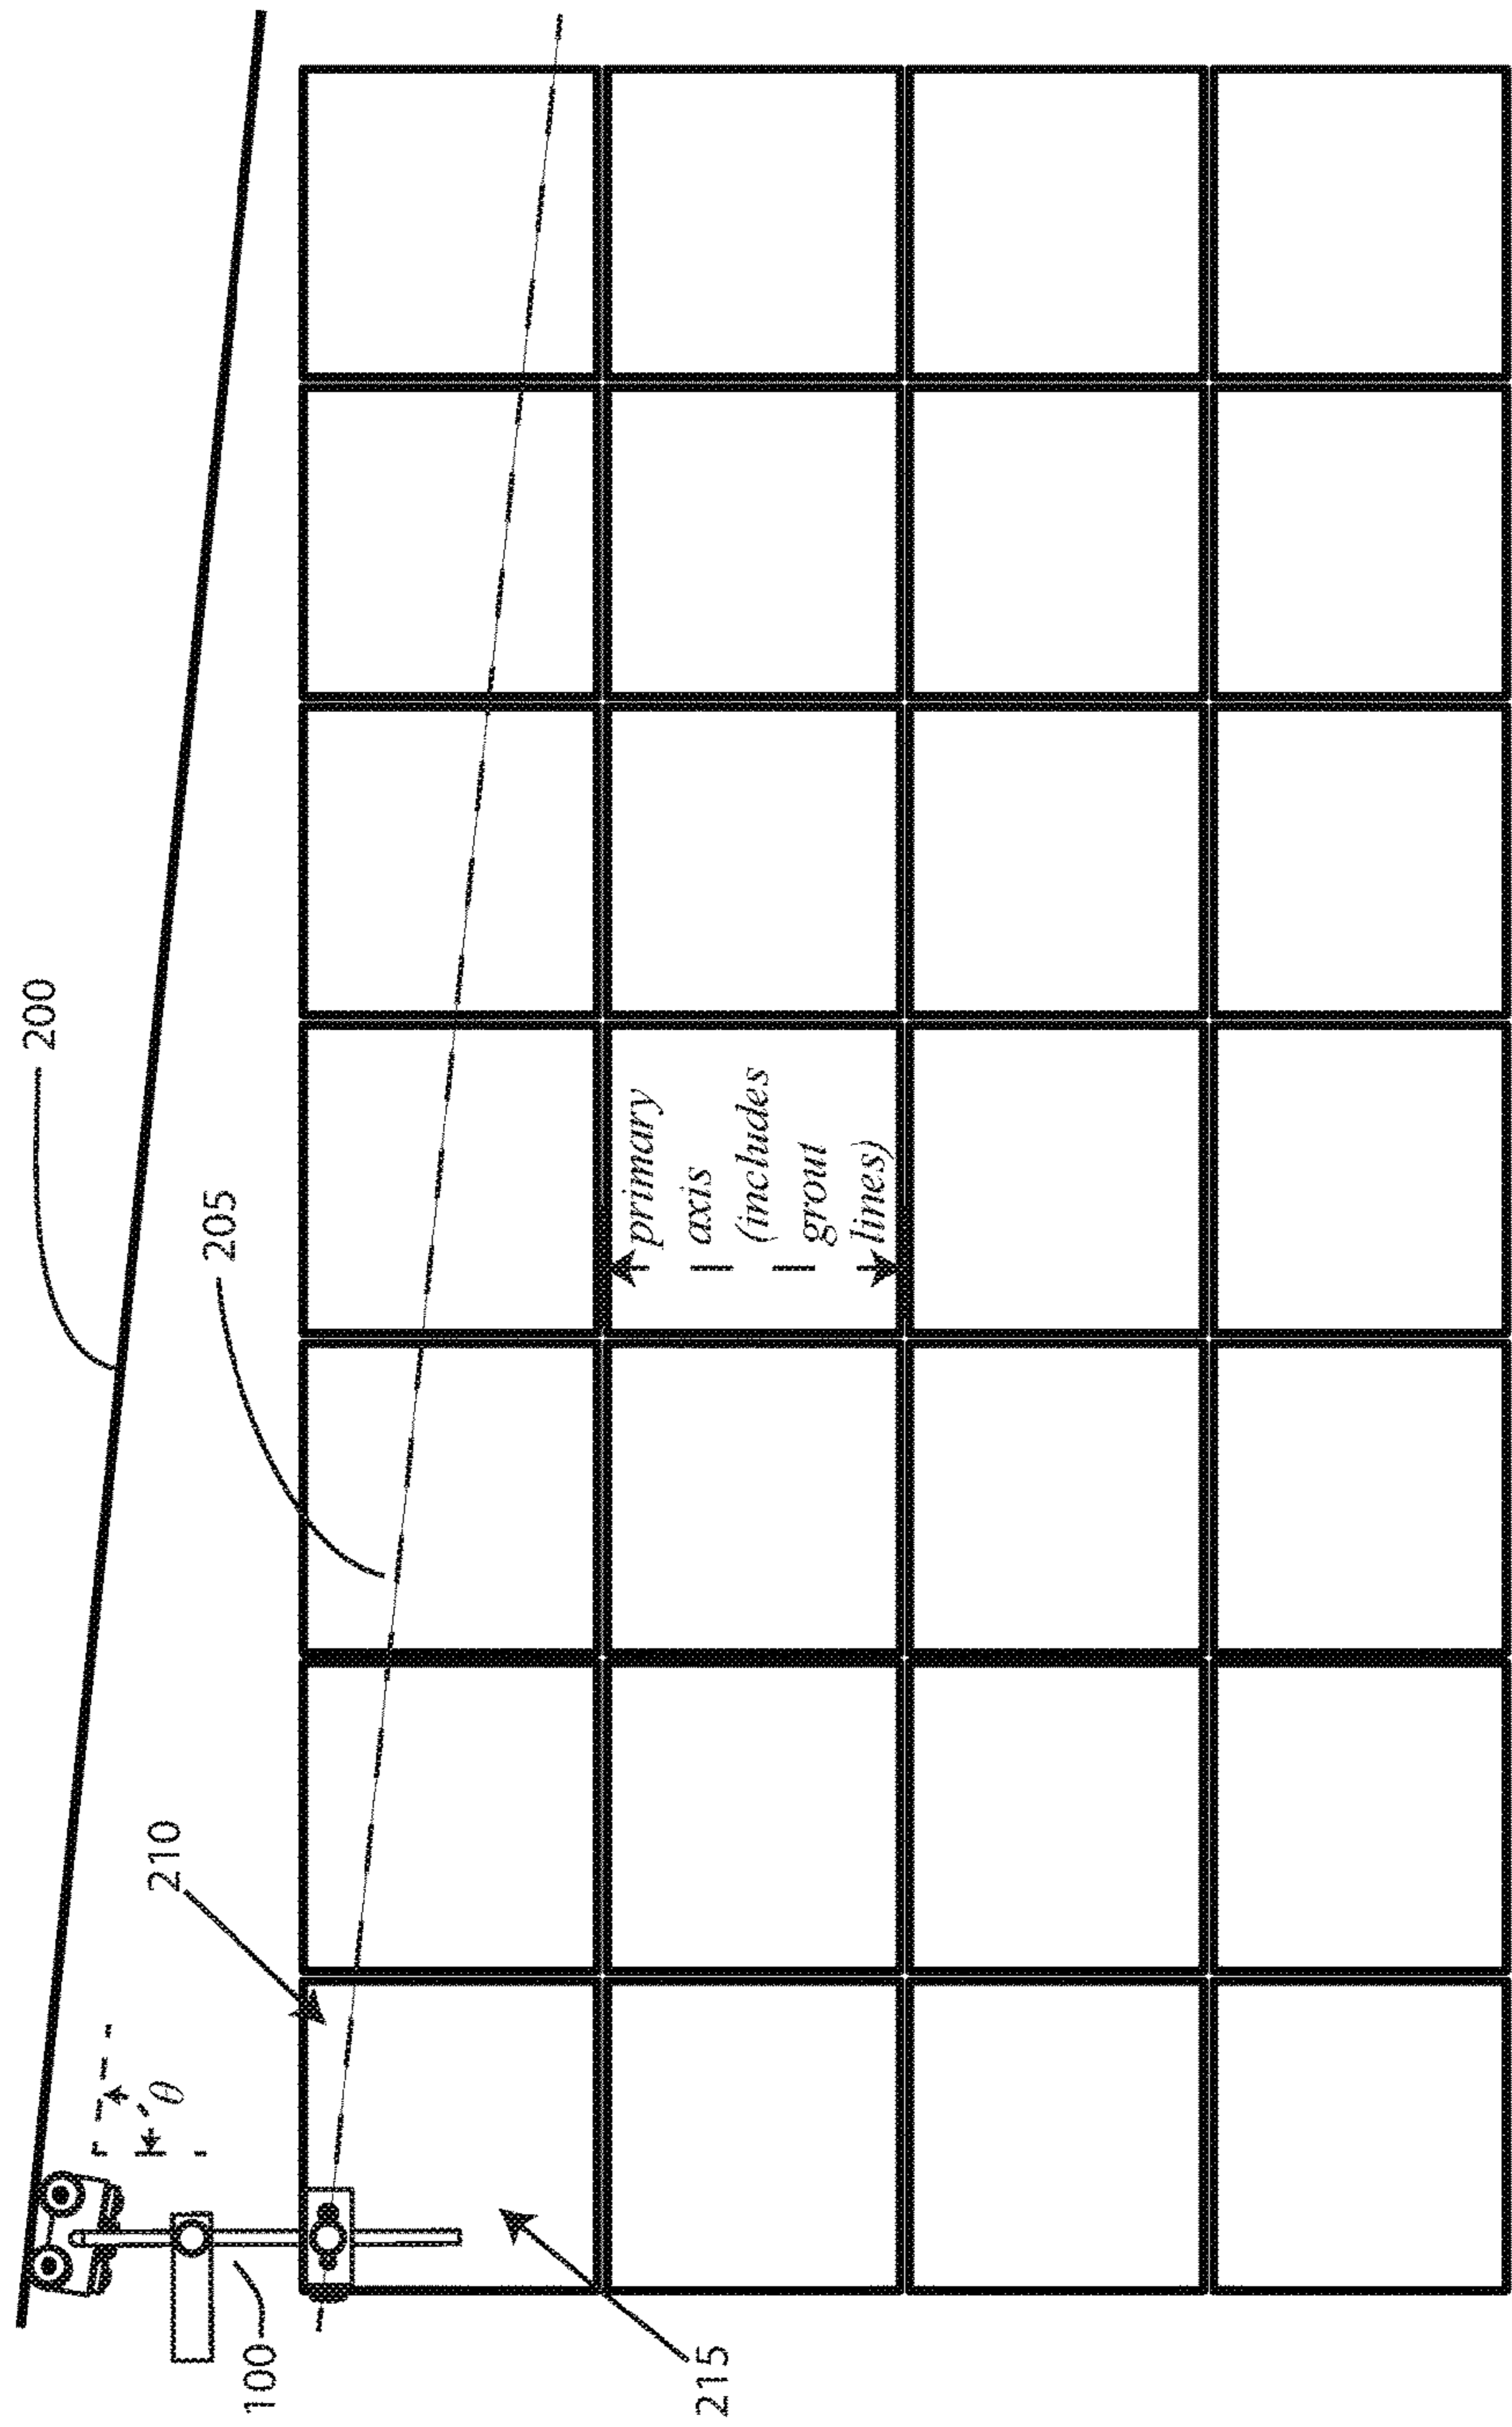 200
205
210
θ
100
215
primary
axis
(includes
grout
lines)